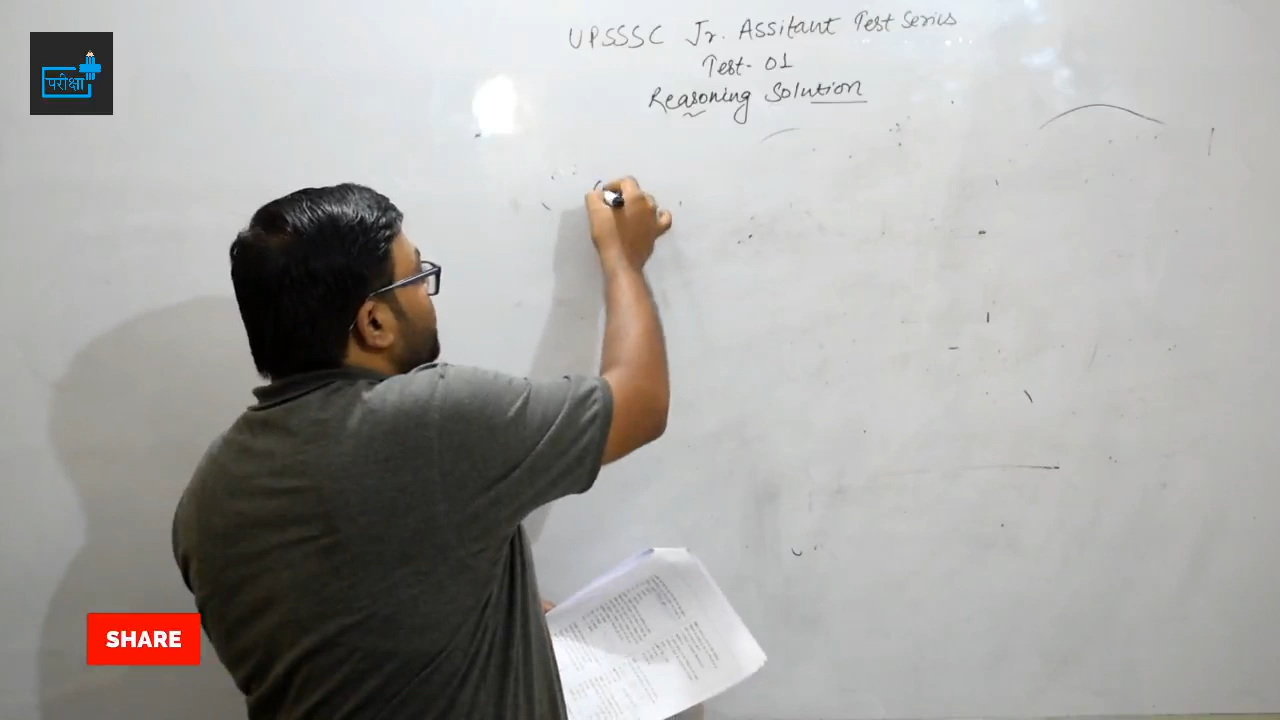 UPSSSC Jr. Assitant Test Series
Test- 01
Reasoning Solution
परीक्षा
SHARE